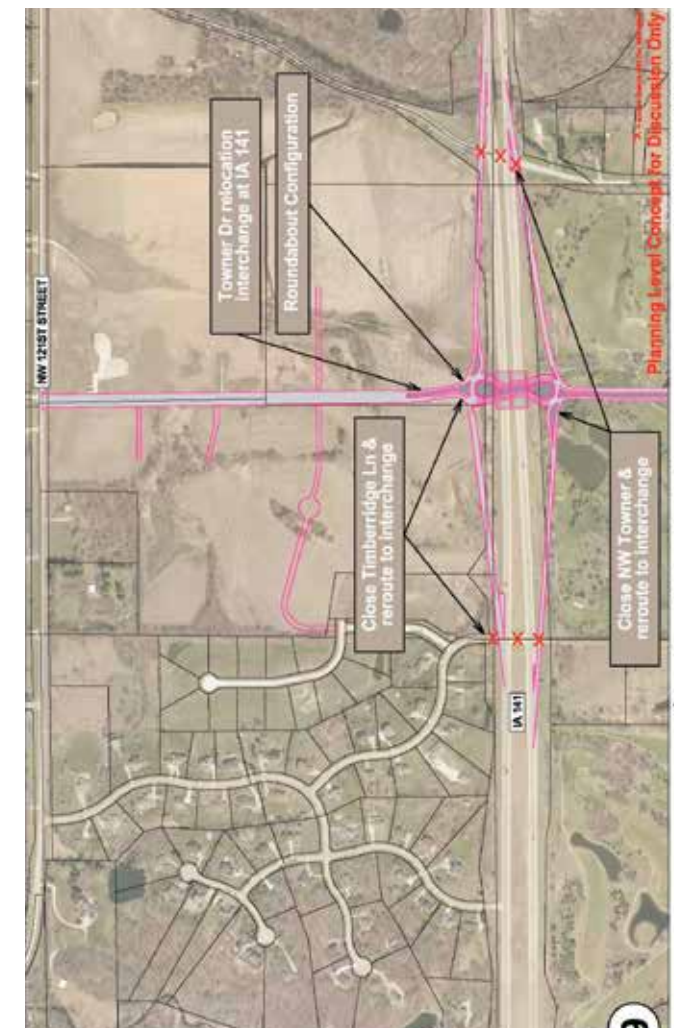 NW 121ST STREET
Towner Dr relocation
interchange at IA 141
Roundabout Configuration
Close Timberridge Ln &
reroute to interchange
Close NW Towner &
reroute to interchange
IA 141
Planning Level Concept for Discussion Only